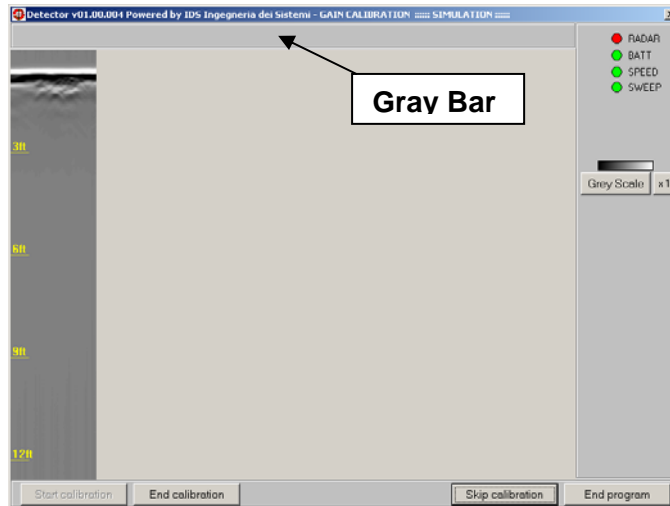 Detector v01.00.004 Powered by IDS Ingegneria dei Sistemi - GAIN CALIBRATION ::::: SIMULATION :::::
RADAR
BATT
SPEED
SWEEP
Gray Bar
3ft
6ft
9ft
12ft
Grey Scale
x1
Start calibration
End calibration
Skip calibration
End program